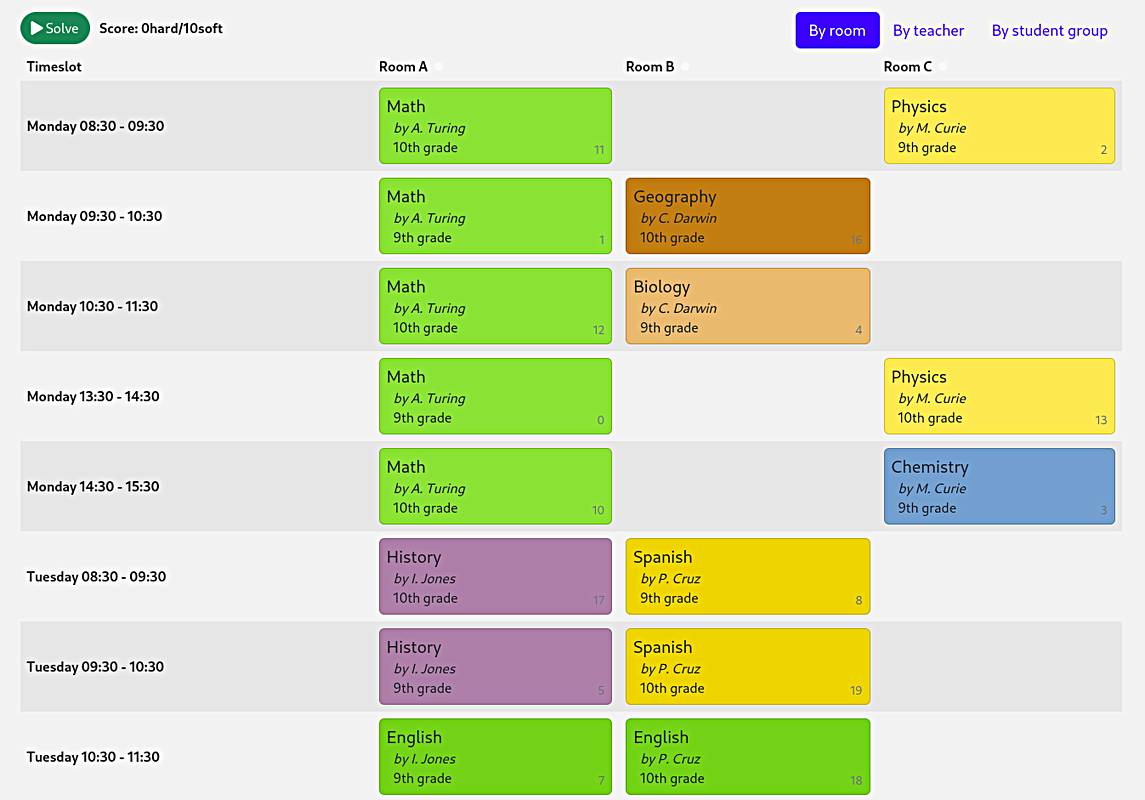 Solve Score: 0hard/10soft By room By teacher By student group
Timeslot Room A Room B Room C
Monday 08:30 - 09:30
Math
by A. Turing
10th grade 11
Physics
by M. Curie
9th grade 2
Monday 09:30 - 10:30
Math
by A. Turing
9th grade 1
Geography
by C. Darwin
10th grade 16
Monday 10:30 - 11:30
Math
by A. Turing
10th grade 12
Biology
by C. Darwin
9th grade 4
Monday 13:30 - 14:30
Math
by A. Turing
9th grade 0
Physics
by M. Curie
10th grade 13
Monday 14:30 - 15:30
Math
by A. Turing
10th grade 10
Chemistry
by M. Curie
9th grade 3
Tuesday 08:30 - 09:30
History
by I. Jones
10th grade 17
Spanish
by P. Cruz
9th grade 8
Tuesday 09:30 - 10:30
History
by I. Jones
9th grade 5
Spanish
by P. Cruz
10th grade 19
Tuesday 10:30 - 11:30
English
by I. Jones
9th grade 7
English
by P. Cruz
10th grade 18